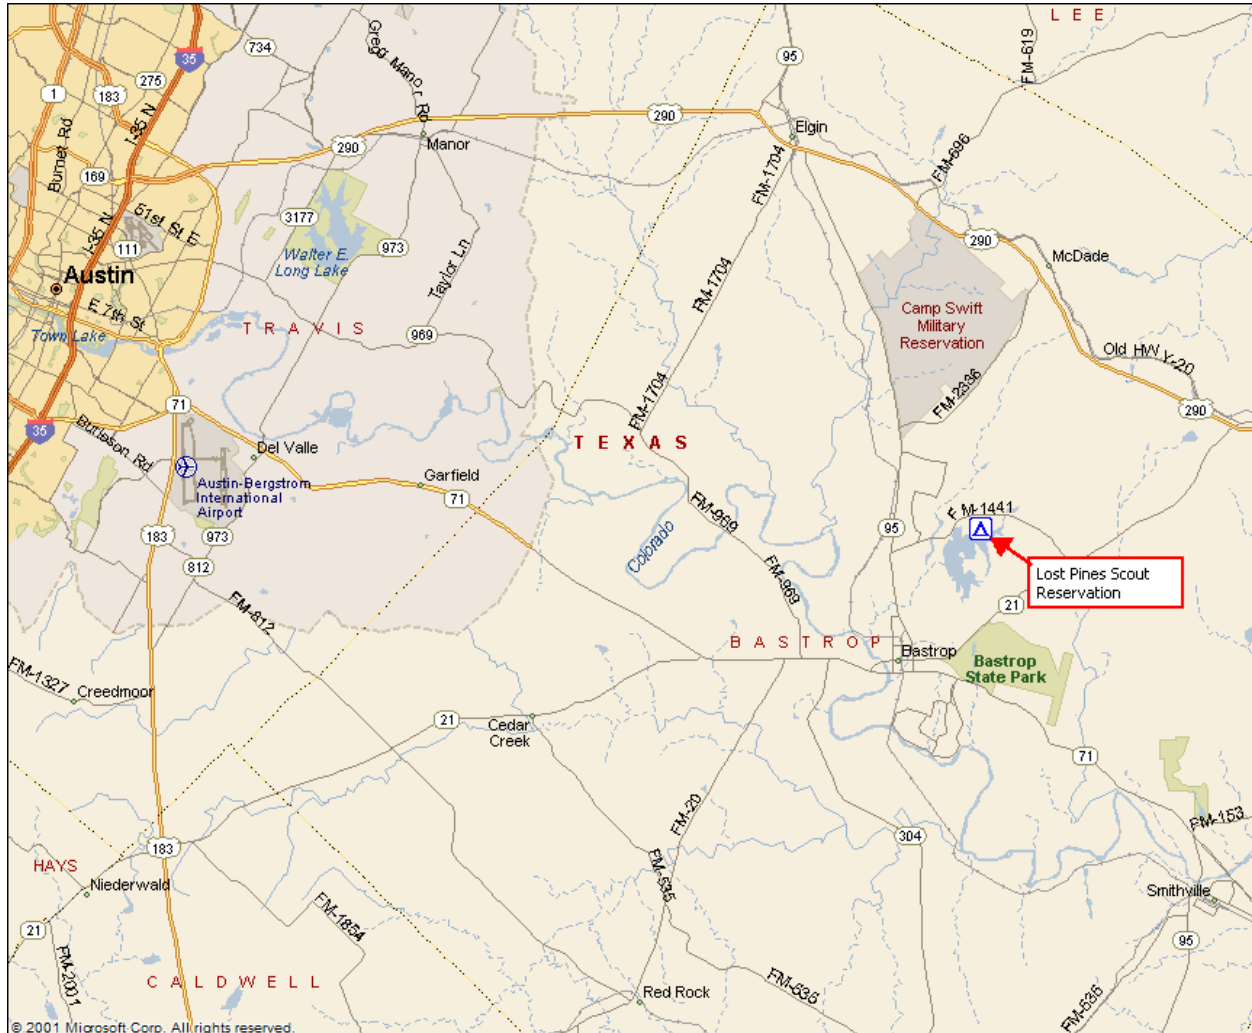 LEE
FM-619
Gregg Manor Rd
734
35
95
275
1
183
Burnet Rd
I-35 N
290
290
Elgin
Manor
FM-696
169
FM-1704
51st St E
3177
973
111
I-35 N
Walter E.
Long Lake
Taylor Ln
290
McDade
Austin
FM-1704
E 7th St
Town Lake
TRAVIS
969
Camp Swift
Military
Reservation
Old HWY-20
FM-1704
FM-2336
290
71
35
Burleson Rd
Del Valle
TEXAS
Austin-Bergstrom
International
Airport
Garfield
71
FM-969
FM-1441
183
973
Colorado
95
812
FM-969
Lost Pines Scout
Reservation
21
FM-812
BASTROP
Bastrop
Bastrop
State Park
FM-1327
Creedmoor
21
Cedar
Creek
71
FM-20
FM-153
304
183
HAYS
FM-535
Niederwald
Smithville
21
FM-1854
95
FM-2001
CALDWELL
Red Rock
FM-535
FM-536
© 2001 Microsoft Corp. All rights reserved.